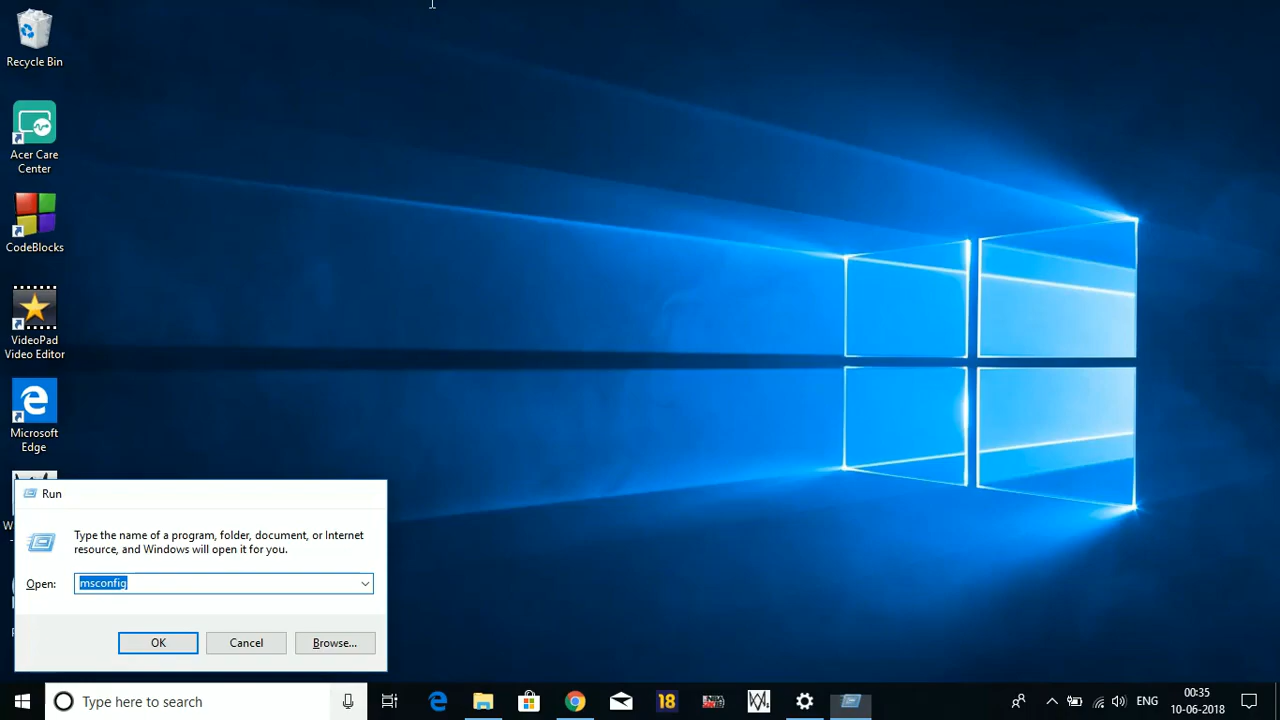 Recycle Bin
Acer Care
Center
CodeBlocks
VideoPad
Video Editor
Microsoft
Edge
Run
Type the name of a program, folder, document, or Internet
resource, and Windows will open it for you.
Open:
msconfig
OK
Cancel
Browse...
Type here to search
18
ENG
00:35
10-06-2018